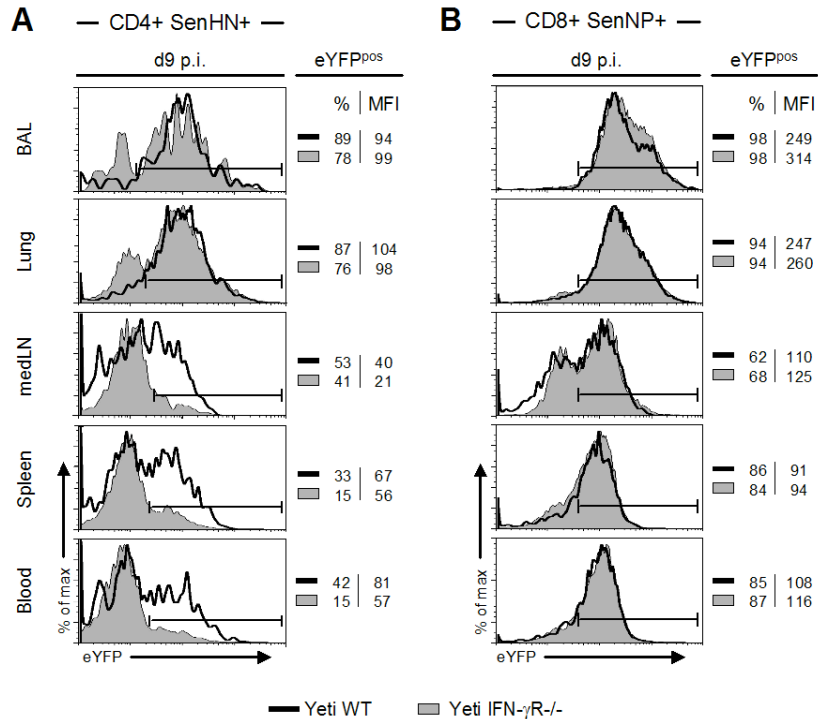 A
CD4+ SenHN+
d9 p.i.
eYFPpos
% MFI
BAL
89 94
78 99
Lung
87 104
76 98
medLN
53 40
41 21
Spleen
33 67
15 56
Blood
42 81
15 57
% of max
eYFP
B
CD8+ SenNP+
d9 p.i.
eYFPpos
% MFI
98 249
98 314
94 247
94 260
62 110
68 125
86 91
84 94
85 108
87 116
% of max
eYFP
Yeti WT
Yeti IFN-γR-/-